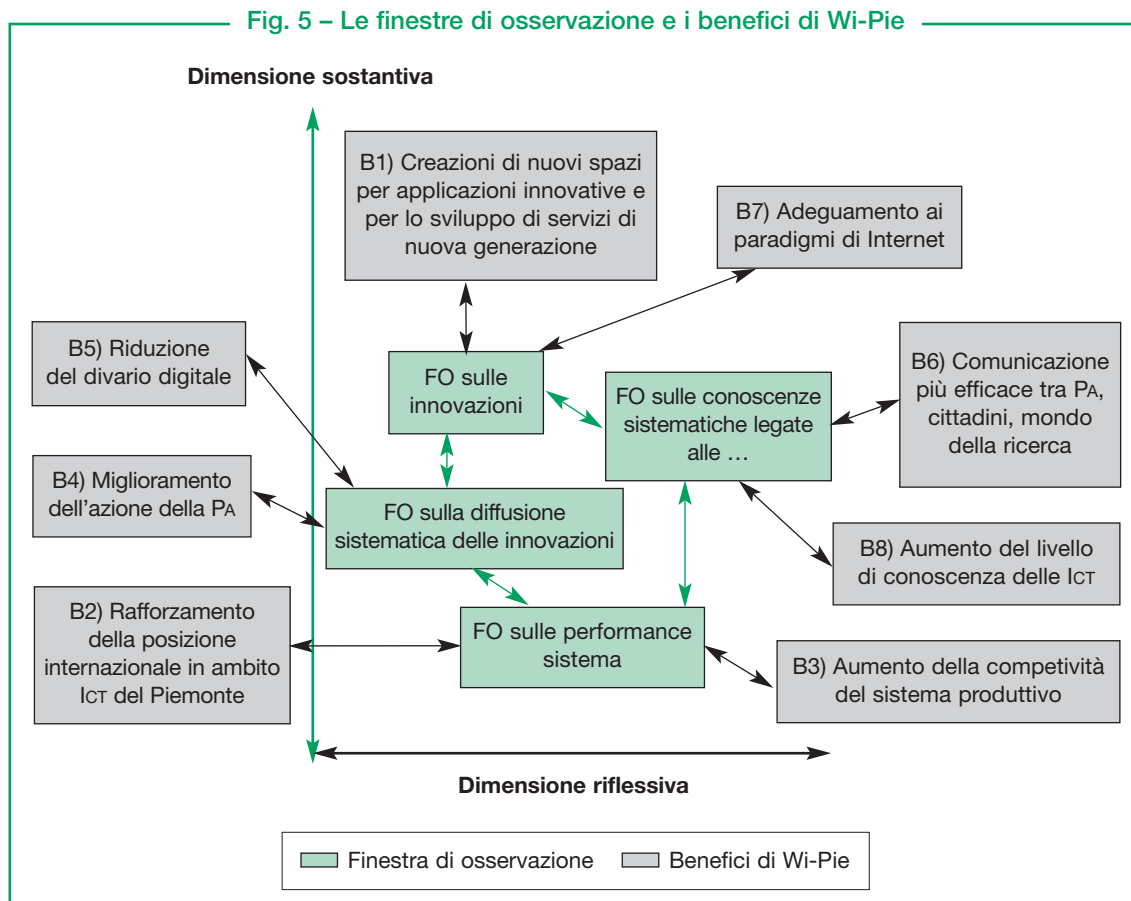 Fig. 5 – Le finestre di osservazione e i benefici di Wi-Pie
Dimensione sostantiva
B1) Creazioni di nuovi spazi
per applicazioni innovative e
per lo sviluppo di servizi di
nuova generazione
B7) Adeguamento ai
paradigmi di Internet
B5) Riduzione
del divario digitale
FO sulle
innovazioni
FO sulle conoscenze
sistematiche legate
alle …
B6) Comunicazione
più efficace tra PA,
cittadini, mondo
della ricerca
B4) Miglioramento
dell'azione della PA
FO sulla diffusione
sistematica delle innovazioni
B8) Aumento del livello
di conoscenza delle ICT
B2) Rafforzamento
della posizione
internazionale in ambito
ICT del Piemonte
FO sulle performance
sistema
B3) Aumento della competività
del sistema produttivo
Dimensione riflessiva
Finestra di osservazione
Benefici di Wi-Pie